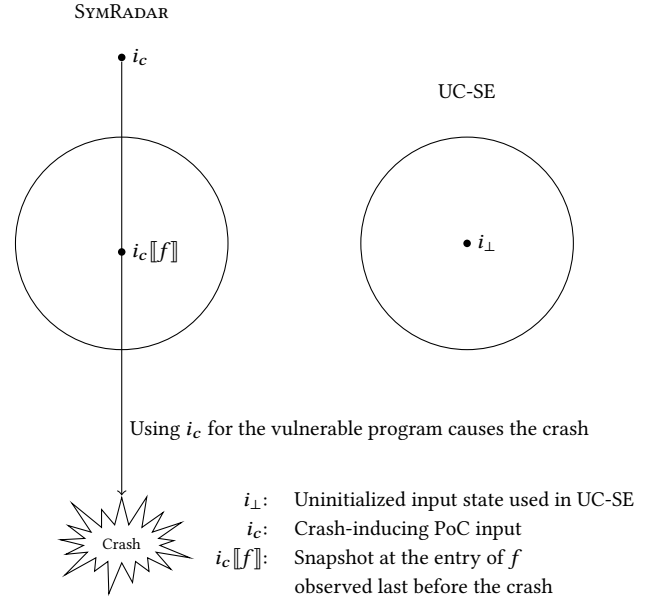 SYMRADAR
i_c
UC-SE
i_c⟦f⟧
i_⊥
Using i_c for the vulnerable program causes the crash
Crash
i_⊥: Uninitialized input state used in UC-SE
i_c: Crash-inducing PoC input
i_c⟦f⟧: Snapshot at the entry of f
observed last before the crash